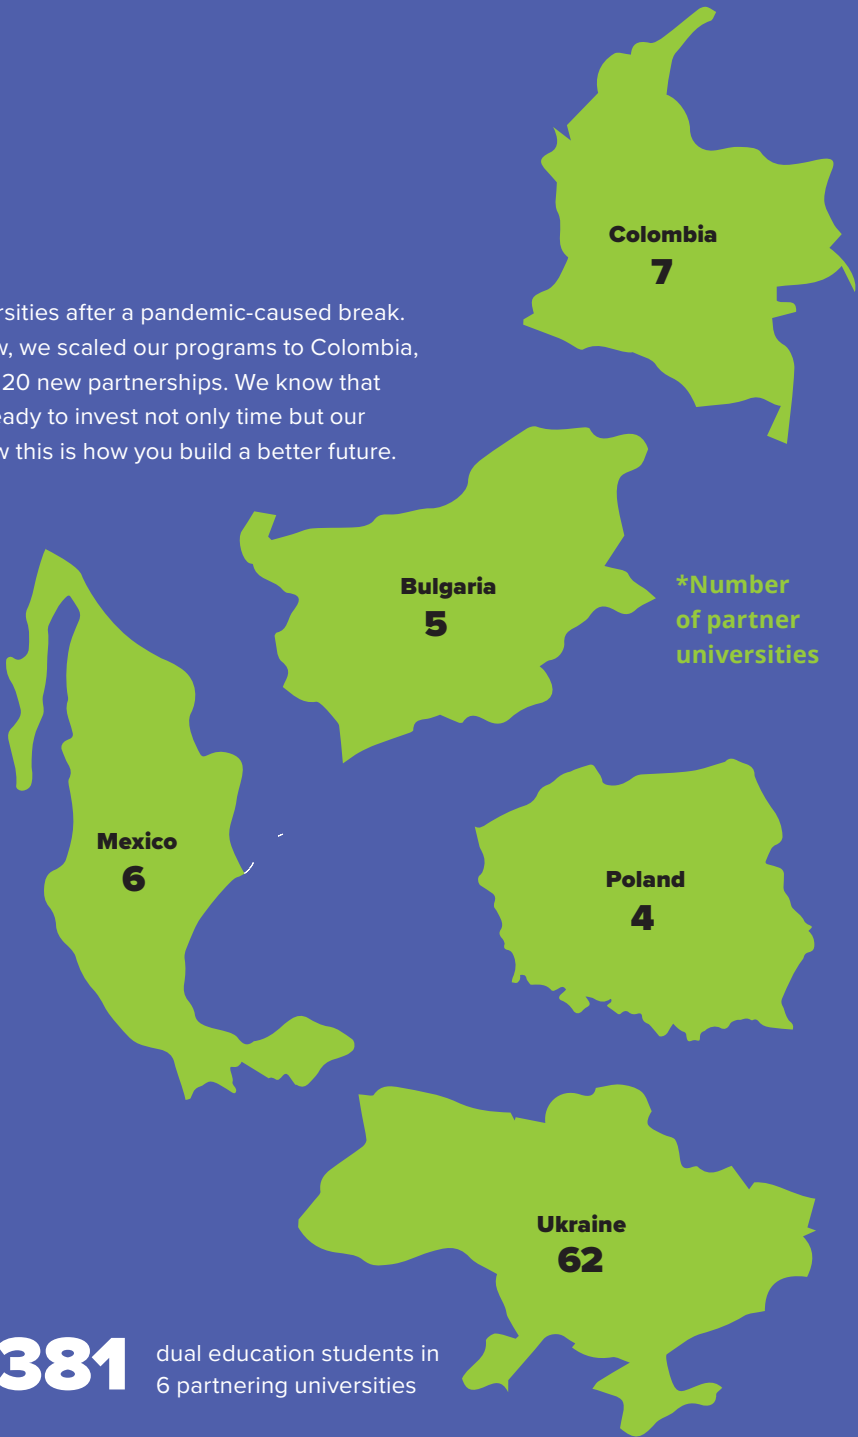 Colombia
7
rsities after a pandemic-caused break.
w, we scaled our programs to Colombia,
20 new partnerships. We know that
eady to invest not only time but our
w this is how you build a better future.
Bulgaria
5
*Number
of partner
universities
Mexico
6
Poland
4
Ukraine
62
381
dual education students in
6 partnering universities